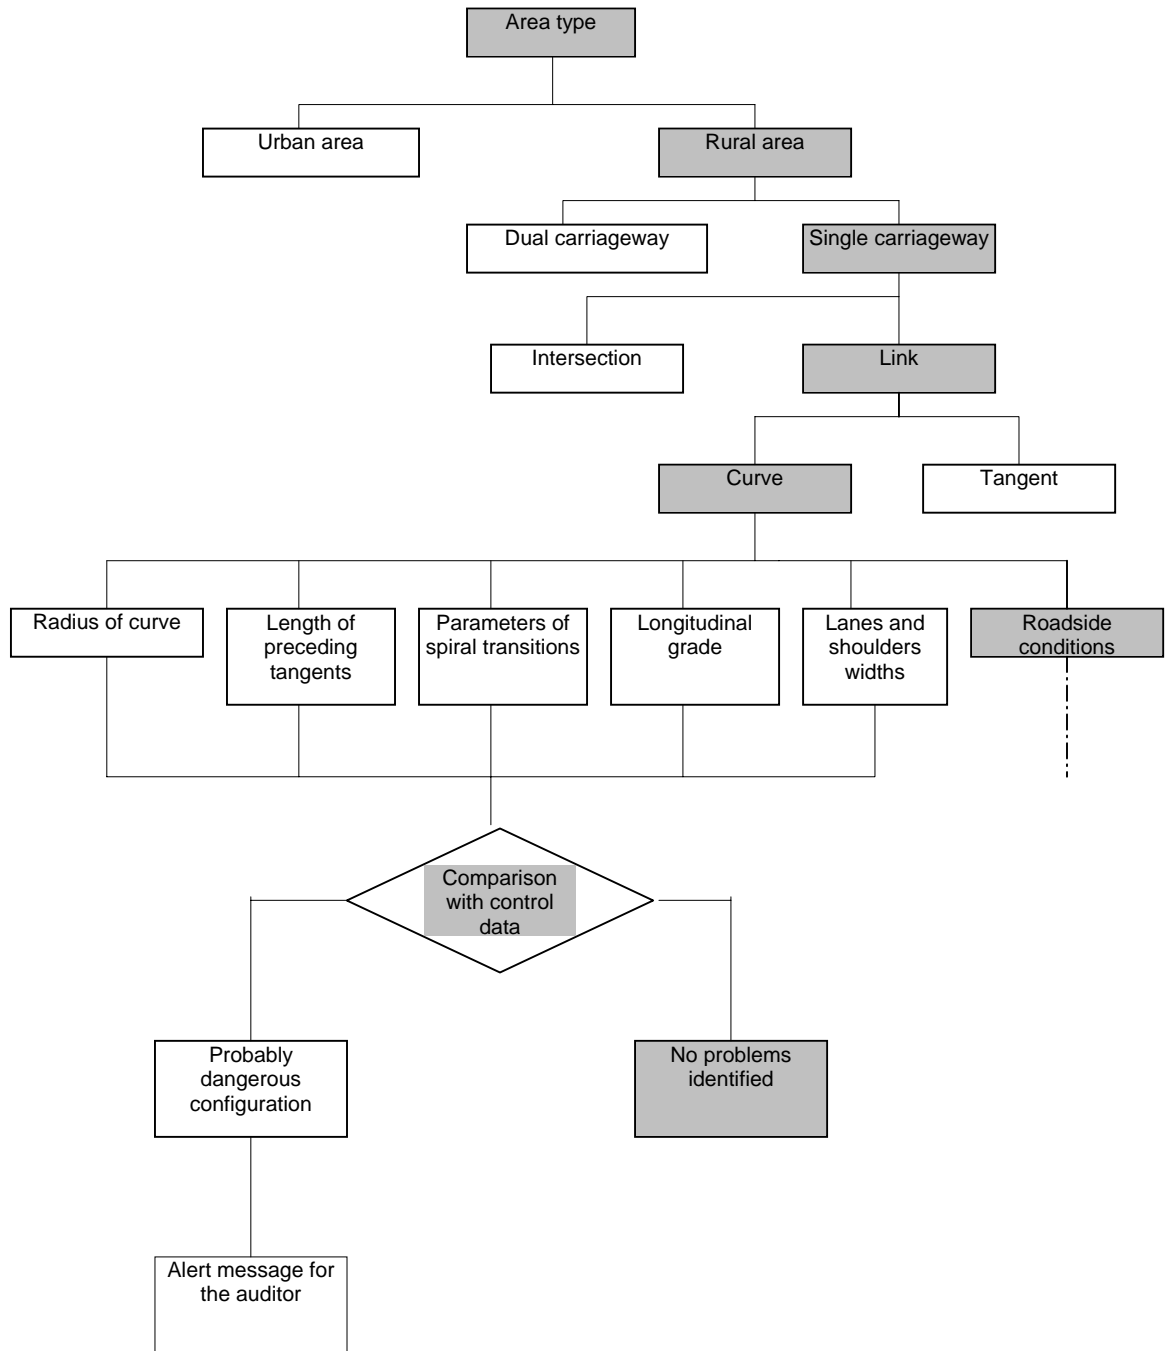 Area type
Urban area
Rural area
Dual carriageway
Single carriageway
Intersection
Link
Curve
Tangent
Radius of curve
Length of
preceding
tangents
Parameters of
spiral transitions
Longitudinal
grade
Lanes and
shoulders
widths
Roadside
conditions
Comparison
with control
data
Probably
dangerous
configuration
No problems
identified
Alert message for
the auditor